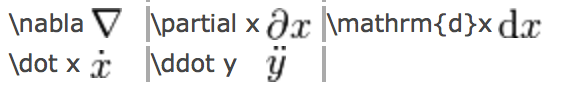 \nabla ∇ \partial x ∂x \mathrm{d}x dx
\dot x ẋ \ddot y ÿ